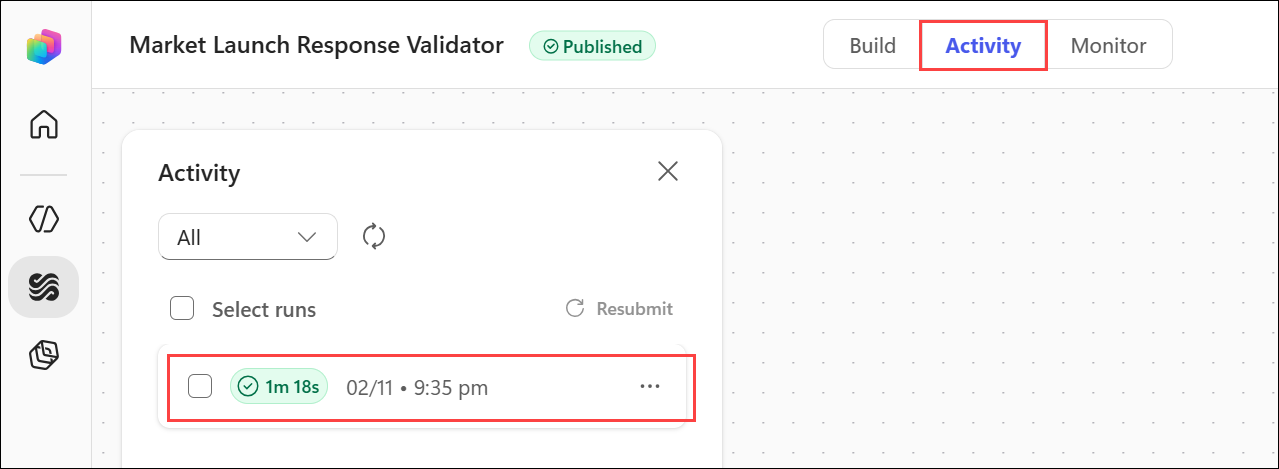 Market Launch Response Validator Published Build Activity Monitor
Activity
All
Select runs Resubmit
1m 18s 02/11 • 9:35 pm